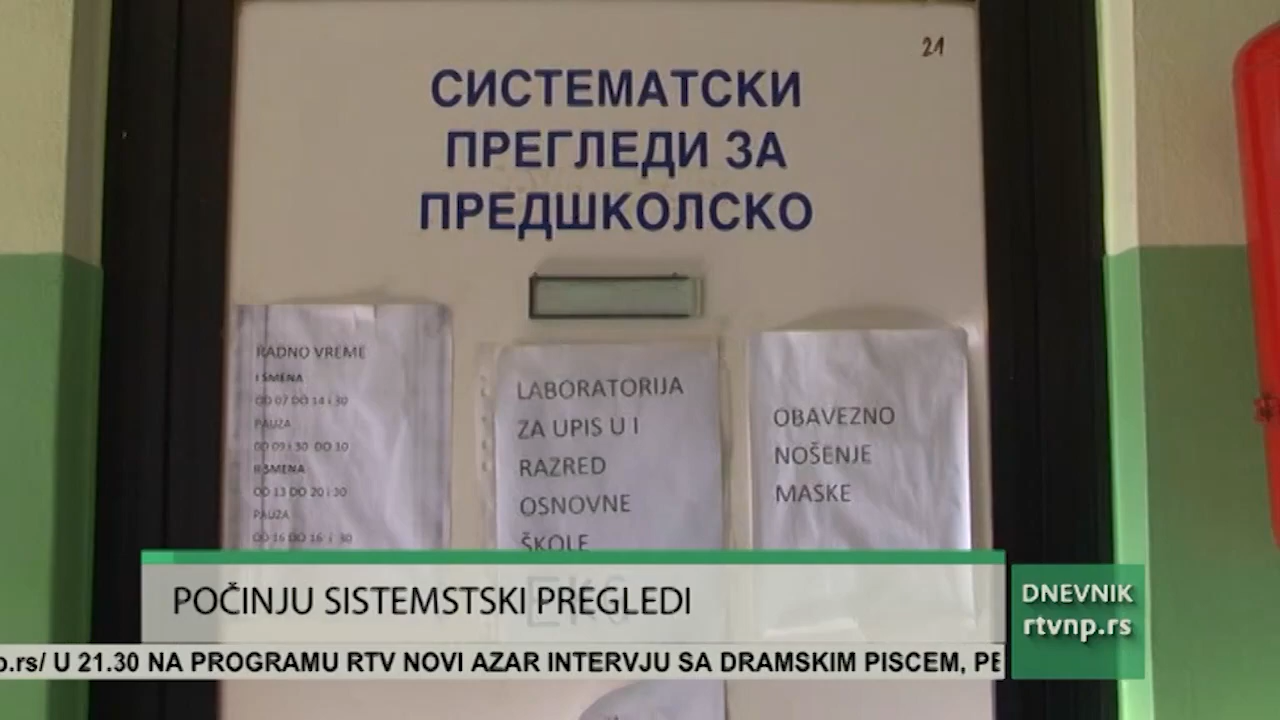 21
СИСТЕМАТСКИ
ПРЕГЛЕДИ ЗА
ПРЕДШКОЛСКО
RADNO VREME
I SMENA
OD 07 DO 14 i 30
PAUZA
OD 09 i 30 DO 10
II SMENA
OD 13 DO 20 i 30
PAUZA
OD 16 DO 16 i 30
LABORATORIJA
ZA UPIS U I
RAZRED
OSNOVNE
ŠKOLE
EKG
OBAVEZNO
NOŠENJE
MASKE
POČINJU SISTEMSTSKI PREGLEDI
DNEVNIK
rtvnp.rs
p.rs/ U 21.30 NA PROGRAMU RTV NOVI AZAR INTERVJU SA DRAMSKIM PISCEM, PE